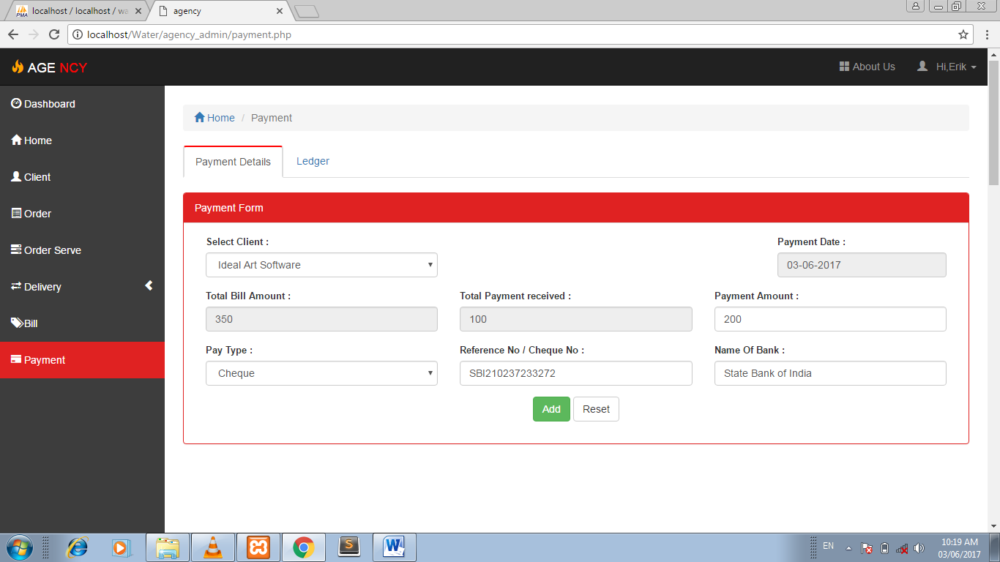 localhost / localhost / wa
agency
localhost/Water/agency_admin/payment.php
AGE NCY
About Us
Hi,Erik
Dashboard
Home
Client
Order
Order Serve
Delivery
Bill
Payment
Home / Payment
Payment Details
Ledger
Payment Form
Select Client :
Payment Date :
Ideal Art Software
03-06-2017
Total Bill Amount :
Total Payment received :
Payment Amount :
350
100
200
Pay Type :
Reference No / Cheque No :
Name Of Bank :
Cheque
SBI210237233272
State Bank of India
Add
Reset
EN
10:19 AM
03/06/2017